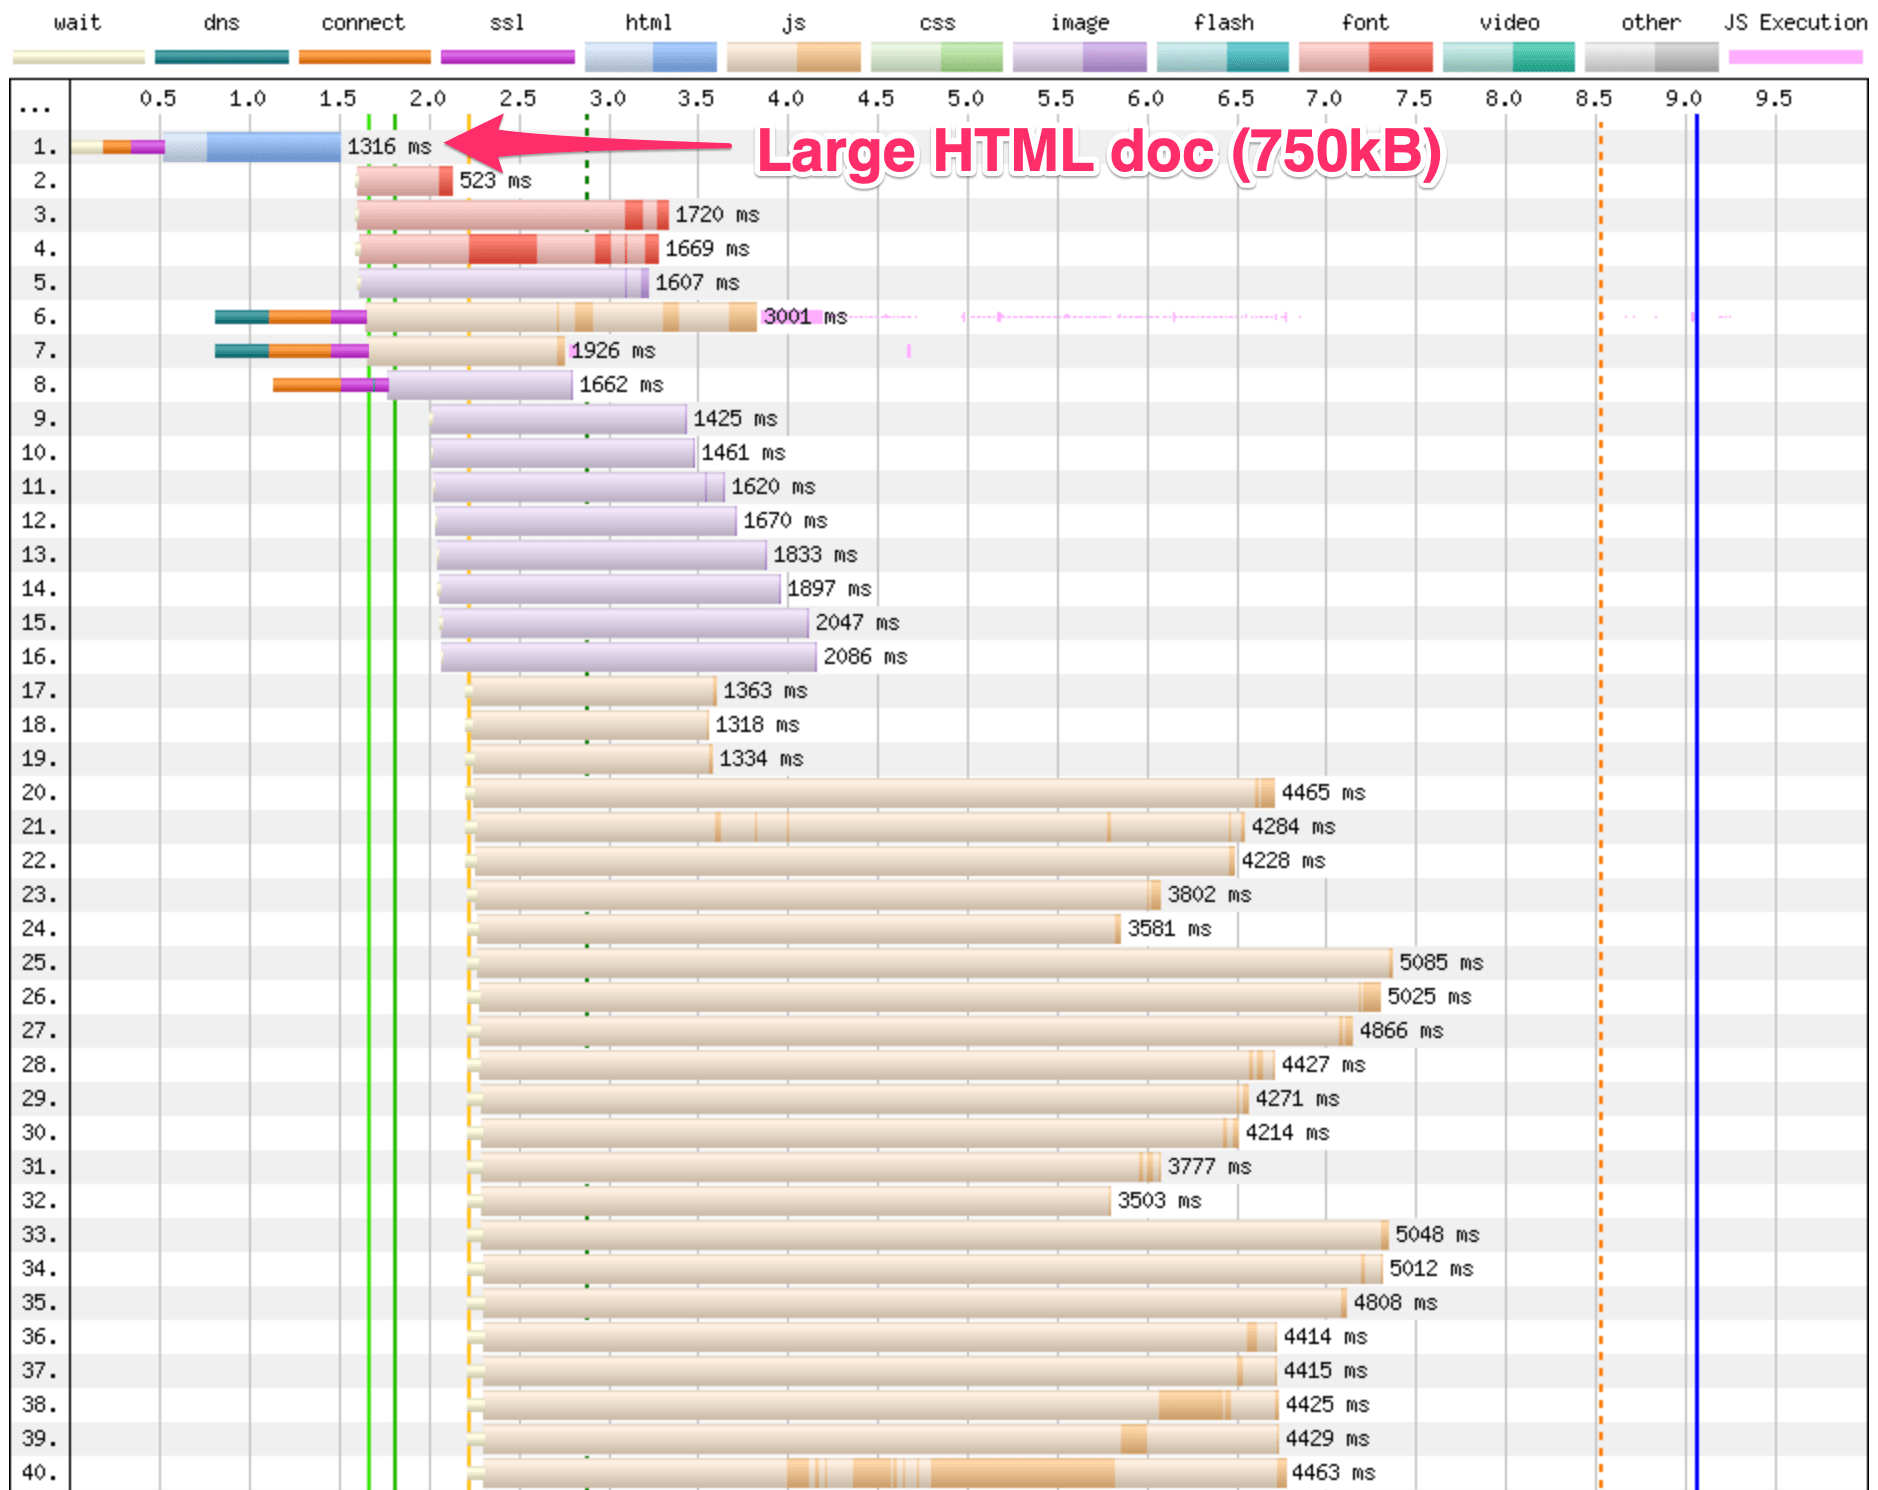 wait dns connect ssl html js css image flash font video other JS Execution
... 0.5 1.0 1.5 2.0 2.5 3.0 3.5 4.0 4.5 5.0 5.5 6.0 6.5 7.0 7.5 8.0 8.5 9.0 9.5
1. 1316 ms Large HTML doc (750kB)
2. 523 ms
3. 1720 ms
4. 1669 ms
5. 1607 ms
6. 3001 ms
7. 1926 ms
8. 1662 ms
9. 1425 ms
10. 1461 ms
11. 1620 ms
12. 1670 ms
13. 1833 ms
14. 1897 ms
15. 2047 ms
16. 2086 ms
17. 1363 ms
18. 1318 ms
19. 1334 ms
20. 4465 ms
21. 4284 ms
22. 4228 ms
23. 3802 ms
24. 3581 ms
25. 5085 ms
26. 5025 ms
27. 4866 ms
28. 4427 ms
29. 4271 ms
30. 4214 ms
31. 3777 ms
32. 3503 ms
33. 5048 ms
34. 5012 ms
35. 4808 ms
36. 4414 ms
37. 4415 ms
38. 4425 ms
39. 4429 ms
40. 4463 ms